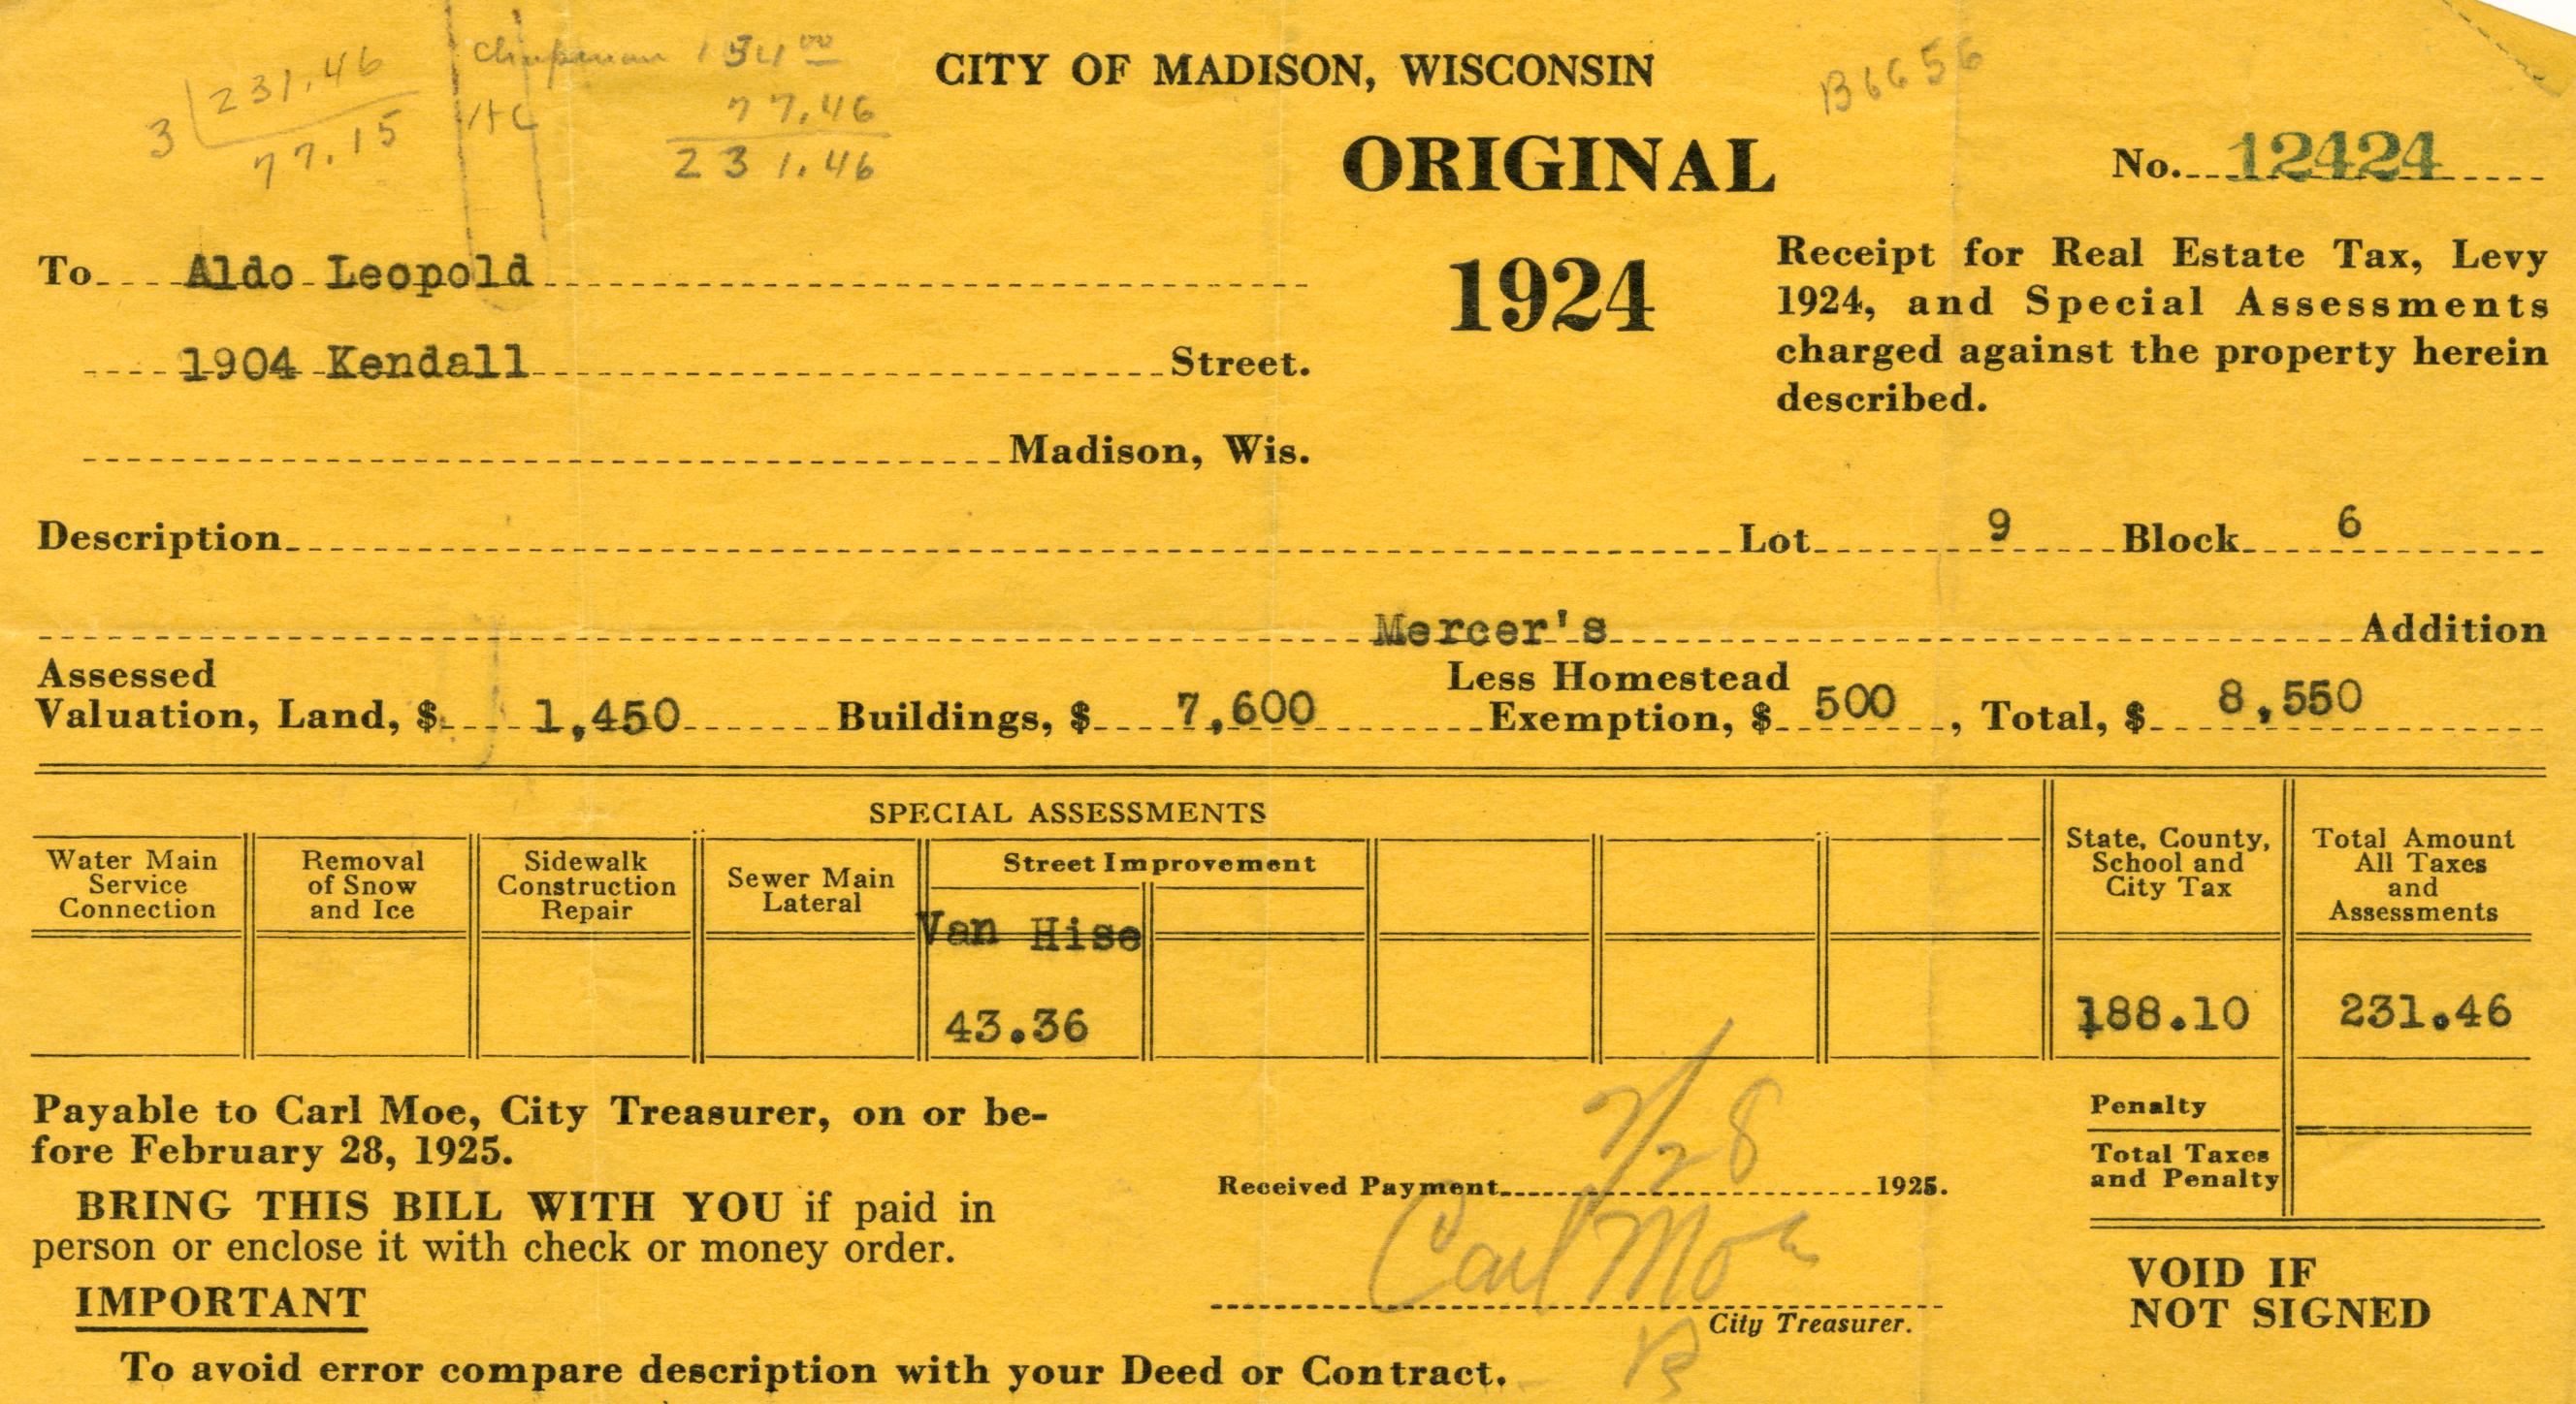 231.46
3
77.15
Chapman 154 00
77.46
231.46
CITY OF MADISON, WISCONSIN
B6656
ORIGINAL
No. 12424
1924
Receipt for Real Estate Tax, Levy
1924, and Special Assessments
charged against the property herein
described.
To Aldo Leopold
1904 Kendall Street.
Madison, Wis.
Description Lot 9 Block 6
Mercer's Addition
Assessed
Valuation, Land, $ 1,450 Buildings, $ 7,600 Less Homestead
Exemption, $ 500, Total, $ 8,550
SPECIAL ASSESSMENTS
Water Main
Service
Connection
Removal
of Snow
and Ice
Sidewalk
Construction
Repair
Sewer Main
Lateral
Street Improvement
Van Hise
43.36
State, County,
School and
City Tax
188.10
Total Amount
All Taxes
and
Assessments
231.46
Penalty
Total Taxes
and Penalty
Payable to Carl Moe, City Treasurer, on or be-
fore February 28, 1925.
BRING THIS BILL WITH YOU if paid in
person or enclose it with check or money order.
IMPORTANT
To avoid error compare description with your Deed or Contract.
2/28
Received Payment 1925.
Carl Moe
City Treasurer.
B
VOID IF
NOT SIGNED